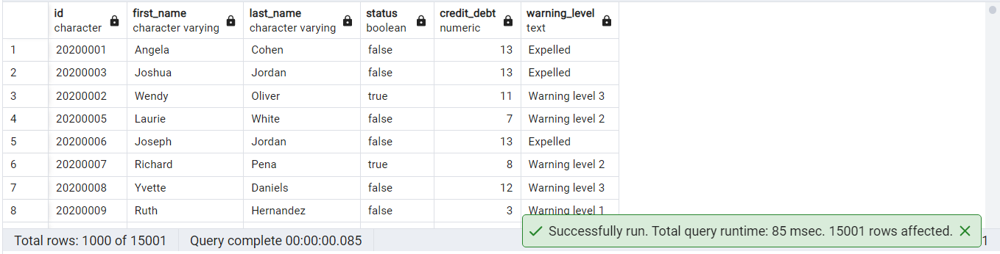 id first_name last_name status credit_debt warning_level
character character varying character varying boolean numeric text
1 20200001 Angela Cohen false 13 Expelled
2 20200003 Joshua Jordan false 13 Expelled
3 20200002 Wendy Oliver true 11 Warning level 3
4 20200005 Laurie White false 7 Warning level 2
5 20200006 Joseph Jordan false 13 Expelled
6 20200007 Richard Pena true 8 Warning level 2
7 20200008 Yvette Daniels false 12 Warning level 3
8 20200009 Ruth Hernandez false 3 Warning level 1
Total rows: 1000 of 15001 Query complete 00:00:00.085 Successfully run. Total query runtime: 85 msec. 15001 rows affected. 1